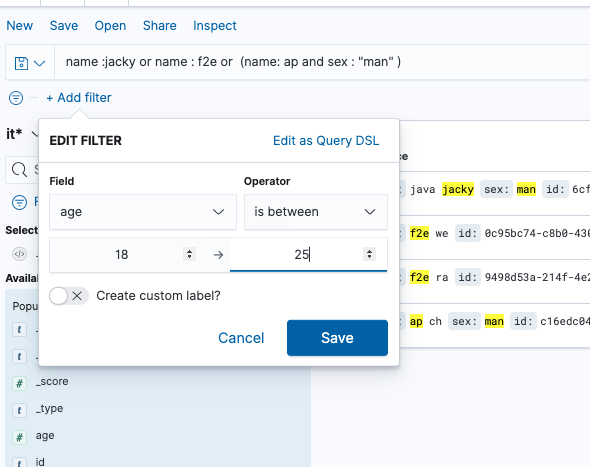 New Save Open Share Inspect
name :jacky or name : f2e or (name: ap and sex : "man" )
+ Add filter
it*
EDIT FILTER Edit as Query DSL
Field Operator
age is between
18 → 25
Create custom label?
Cancel Save
S
F
Select
Availa
Popu
t _
t _
# _score
t _type
# age
t id
ce
: java jacky sex: man id: 6cf
: f2e we id: 0c95bc74-c8b0-430
: f2e ra id: 9498d53a-214f-4e2
: ap ch sex: man id: c16edc04